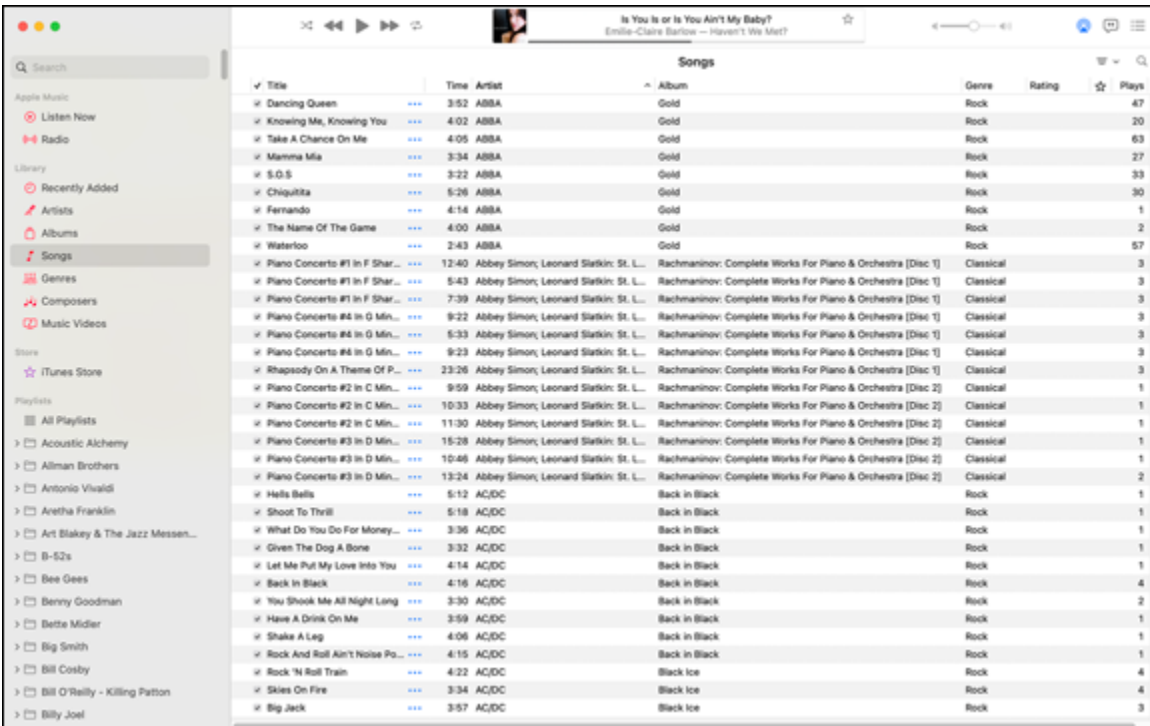 Is You Is or Is You Ain't My Baby?
Emilie-Claire Barlow — Haven't We Met?
Search
Apple Music
Listen Now
Radio
Library
Recently Added
Artists
Albums
Songs
Genres
Composers
Music Videos
Store
iTunes Store
Playlists
All Playlists
Acoustic Alchemy
Allman Brothers
Antonio Vivaldi
Aretha Franklin
Art Blakey & The Jazz Messen...
B-52s
Bee Gees
Benny Goodman
Bette Midler
Big Smith
Bill Cosby
Bill O'Reilly - Killing Patton
Billy Joel
Songs
Title Time Artist Album Genre Rating Plays
Dancing Queen 3:52 ABBA Gold Rock 47
Knowing Me, Knowing You 4:02 ABBA Gold Rock 20
Take A Chance On Me 4:05 ABBA Gold Rock 63
Mamma Mia 3:34 ABBA Gold Rock 27
S.O.S 3:22 ABBA Gold Rock 33
Chiquitita 5:26 ABBA Gold Rock 30
Fernando 4:14 ABBA Gold Rock 1
The Name Of The Game 4:00 ABBA Gold Rock 2
Waterloo 2:43 ABBA Gold Rock 57
Piano Concerto #1 In F Shar... 12:40 Abbey Simon; Leonard Slatkin: St. L... Rachmaninov: Complete Works For Piano & Orchestra [Disc 1] Classical 3
Piano Concerto #1 In F Shar... 5:43 Abbey Simon; Leonard Slatkin: St. L... Rachmaninov: Complete Works For Piano & Orchestra [Disc 1] Classical 3
Piano Concerto #1 In F Shar... 7:39 Abbey Simon; Leonard Slatkin: St. L... Rachmaninov: Complete Works For Piano & Orchestra [Disc 1] Classical 3
Piano Concerto #4 In G Min... 9:22 Abbey Simon; Leonard Slatkin: St. L... Rachmaninov: Complete Works For Piano & Orchestra [Disc 1] Classical 3
Piano Concerto #4 In G Min... 5:33 Abbey Simon; Leonard Slatkin: St. L... Rachmaninov: Complete Works For Piano & Orchestra [Disc 1] Classical 3
Piano Concerto #4 In G Min... 9:23 Abbey Simon; Leonard Slatkin: St. L... Rachmaninov: Complete Works For Piano & Orchestra [Disc 1] Classical 3
Rhapsody On A Theme Of P... 23:26 Abbey Simon; Leonard Slatkin: St. L... Rachmaninov: Complete Works For Piano & Orchestra [Disc 1] Classical 3
Piano Concerto #2 In C Min... 9:59 Abbey Simon; Leonard Slatkin: St. L... Rachmaninov: Complete Works For Piano & Orchestra [Disc 2] Classical 1
Piano Concerto #2 In C Min... 10:33 Abbey Simon; Leonard Slatkin: St. L... Rachmaninov: Complete Works For Piano & Orchestra [Disc 2] Classical 1
Piano Concerto #2 In C Min... 11:30 Abbey Simon; Leonard Slatkin: St. L... Rachmaninov: Complete Works For Piano & Orchestra [Disc 2] Classical 1
Piano Concerto #3 In D Min... 15:28 Abbey Simon; Leonard Slatkin: St. L... Rachmaninov: Complete Works For Piano & Orchestra [Disc 2] Classical 1
Piano Concerto #3 In D Min... 10:46 Abbey Simon; Leonard Slatkin: St. L... Rachmaninov: Complete Works For Piano & Orchestra [Disc 2] Classical 1
Piano Concerto #3 In D Min... 13:24 Abbey Simon; Leonard Slatkin: St. L... Rachmaninov: Complete Works For Piano & Orchestra [Disc 2] Classical 2
Hells Bells 5:12 AC/DC Back in Black Rock 1
Shoot To Thrill 5:18 AC/DC Back in Black Rock 1
What Do You Do For Money... 3:36 AC/DC Back in Black Rock 1
Given The Dog A Bone 3:32 AC/DC Back in Black Rock 1
Let Me Put My Love Into You 4:14 AC/DC Back in Black Rock 1
Back In Black 4:16 AC/DC Back in Black Rock 4
You Shook Me All Night Long 3:30 AC/DC Back in Black Rock 2
Have A Drink On Me 3:59 AC/DC Back in Black Rock 1
Shake A Leg 4:06 AC/DC Back in Black Rock 1
Rock And Roll Ain't Noise Po... 4:15 AC/DC Back in Black Rock 1
Rock 'N Roll Train 4:22 AC/DC Black Ice Rock 4
Skies On Fire 3:34 AC/DC Black Ice Rock 4
Big Jack 3:57 AC/DC Black Ice Rock 3